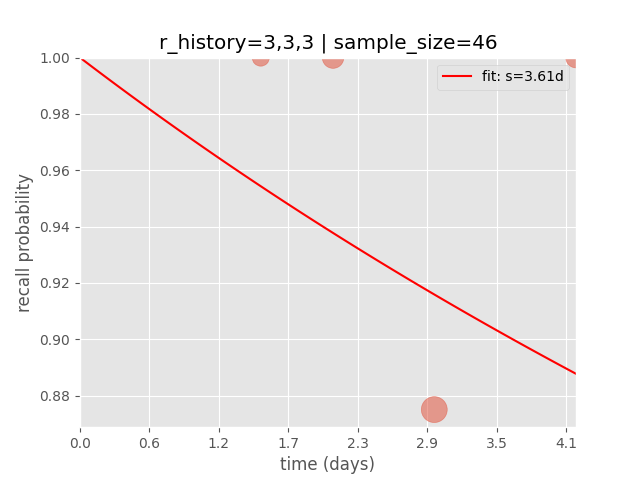 r_history=3,3,3 | sample_size=46
fit: s=3.61d
recall probability
1.00
0.98
0.96
0.94
0.92
0.90
0.88
0.0 0.6 1.2 1.7 2.3 2.9 3.5 4.1
time (days)